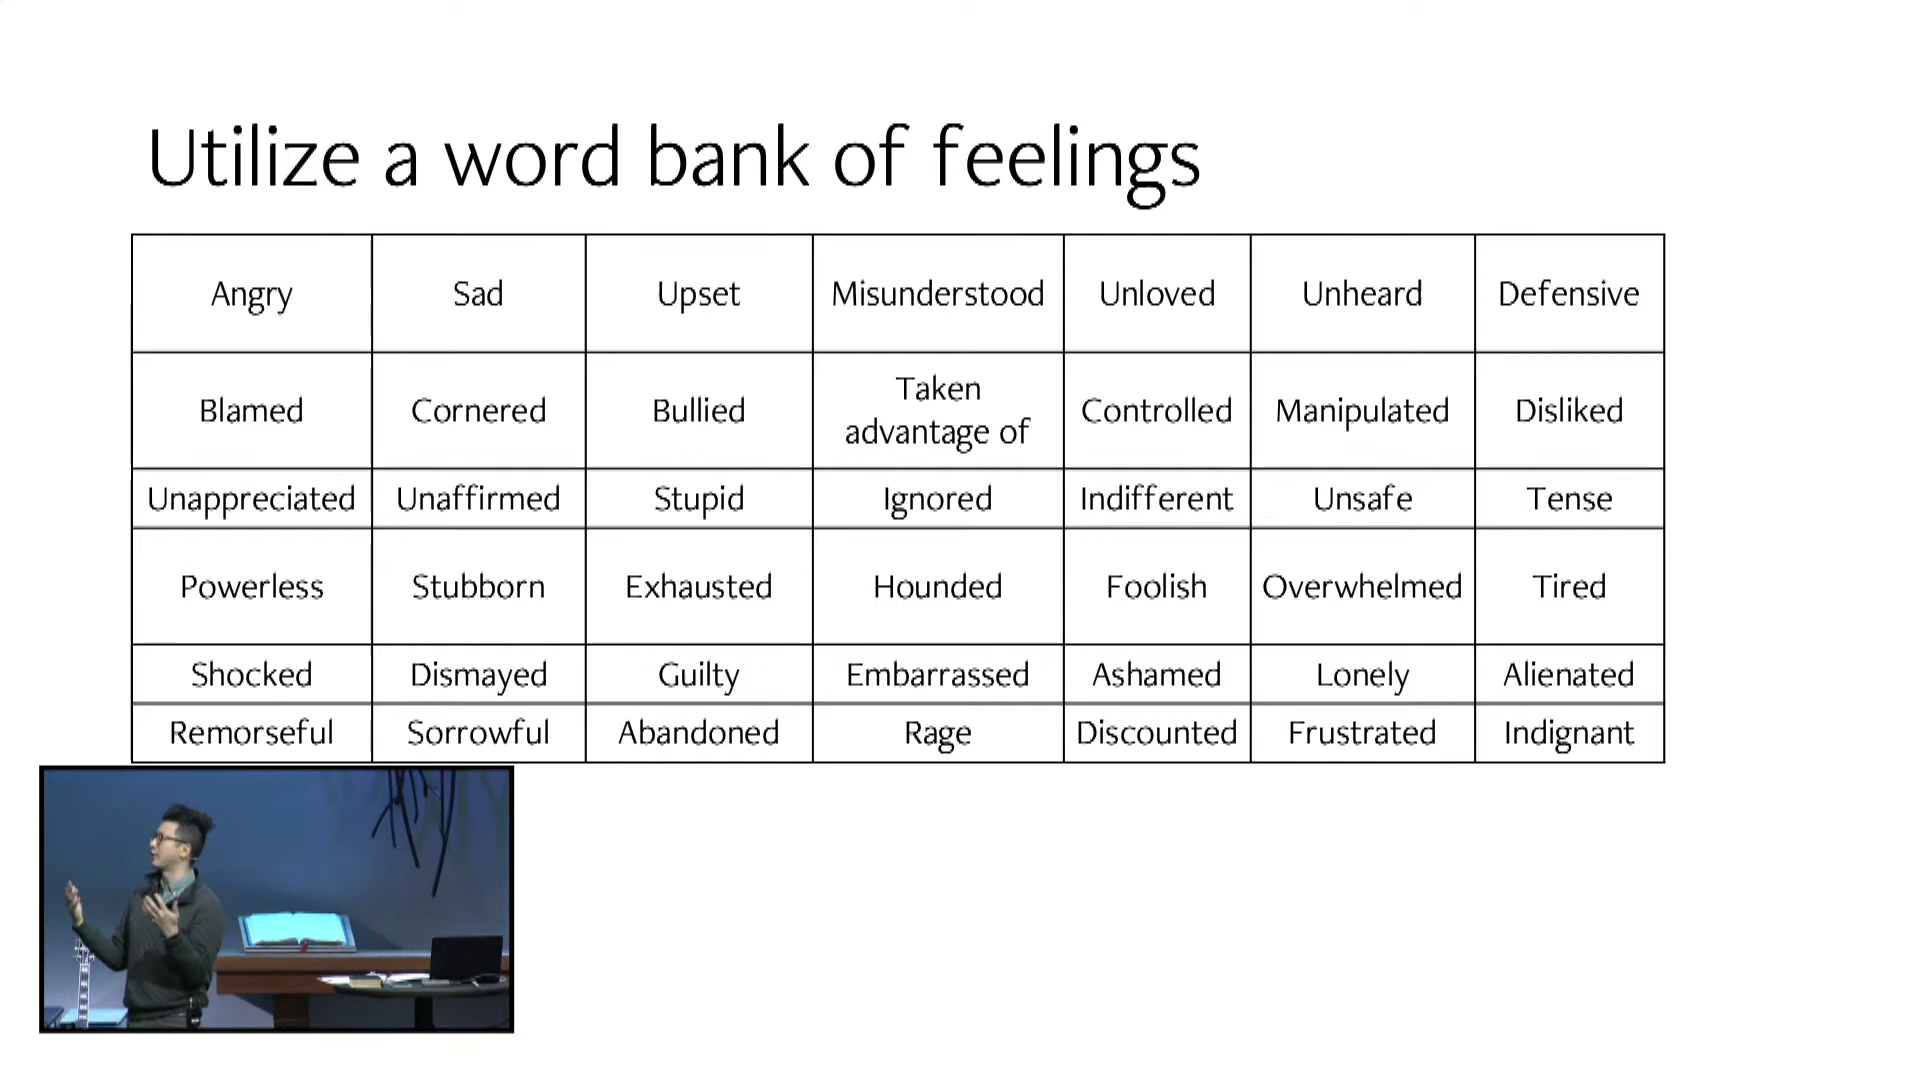 Utilize a word bank of feelings
Angry Sad Upset Misunderstood Unloved Unheard Defensive
Blamed Cornered Bullied Taken advantage of Controlled Manipulated Disliked
Unappreciated Unaffirmed Stupid Ignored Indifferent Unsafe Tense
Powerless Stubborn Exhausted Hounded Foolish Overwhelmed Tired
Shocked Dismayed Guilty Embarrassed Ashamed Lonely Alienated
Remorseful Sorrowful Abandoned Rage Discounted Frustrated Indignant